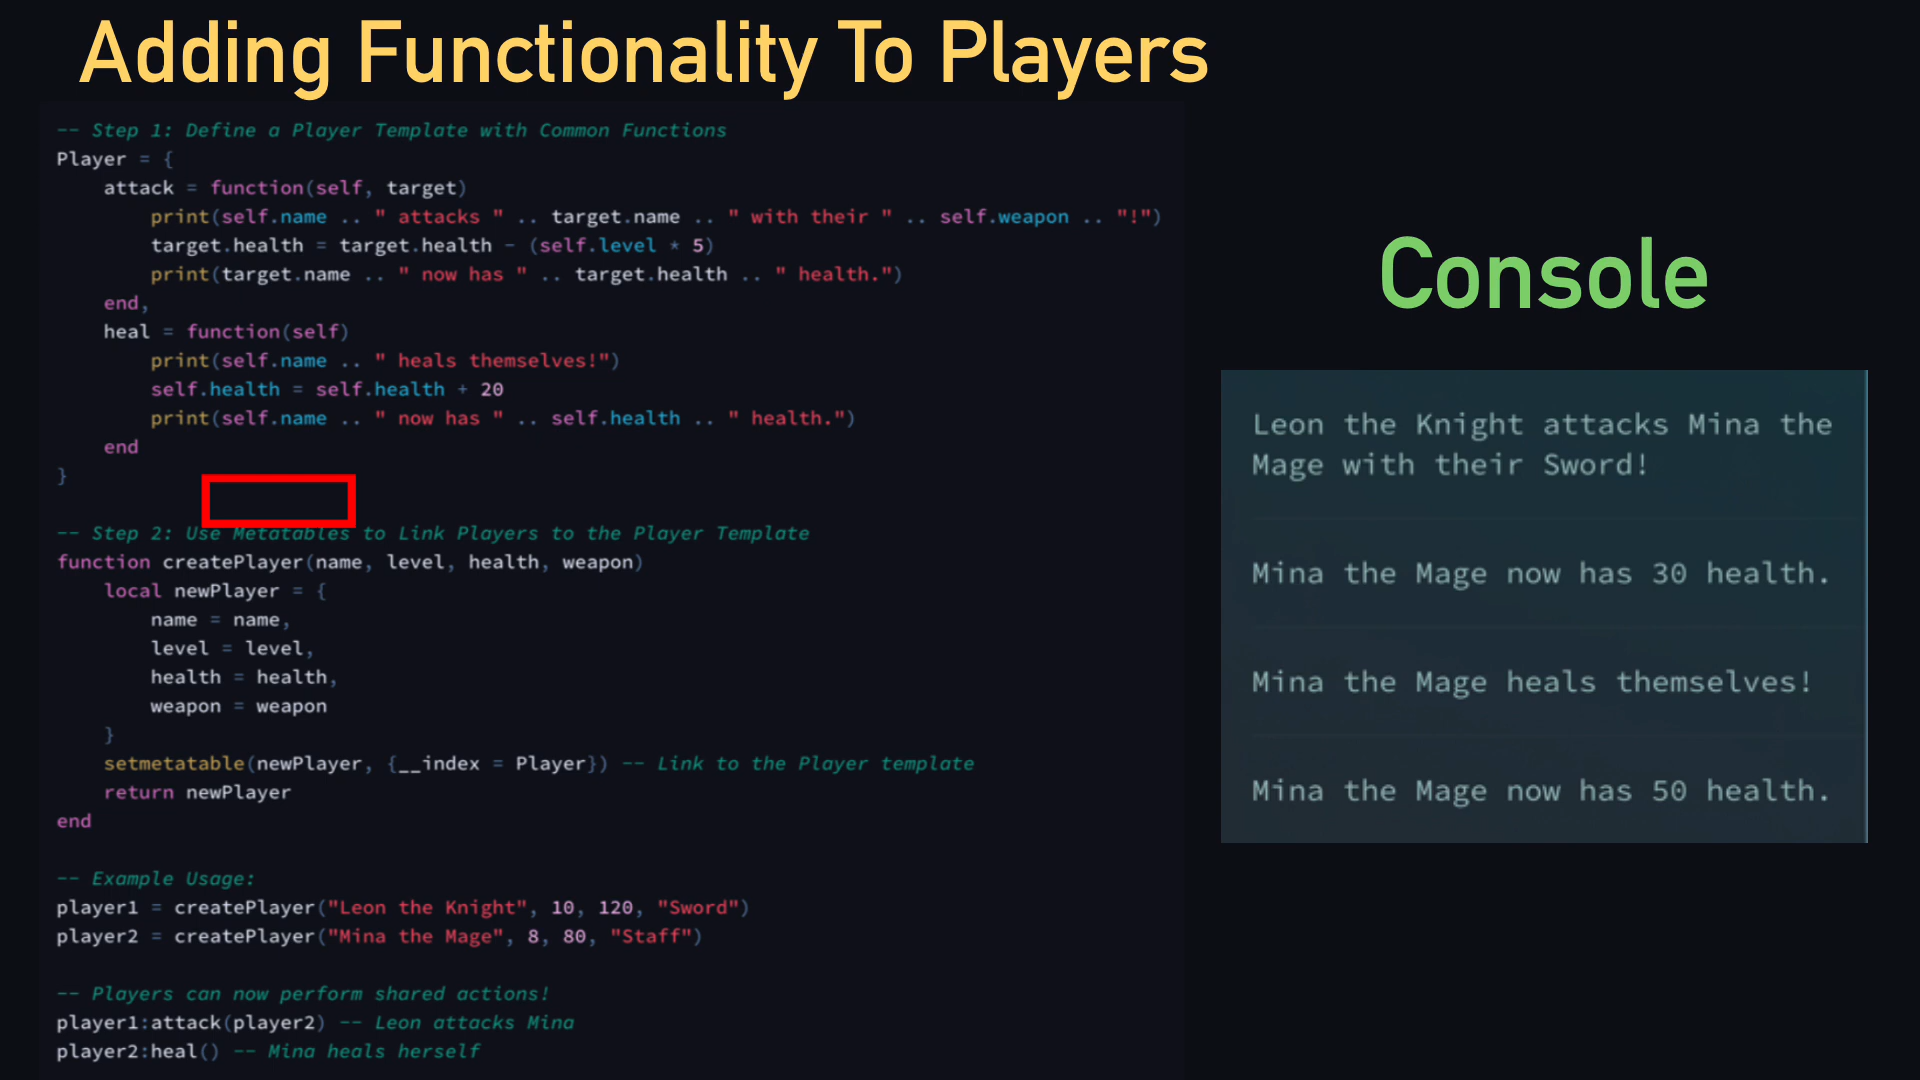 Adding Functionality To Players
-- Step 1: Define a Player Template with Common Functions
Player = {
    attack = function(self, target)
        print(self.name .. " attacks " .. target.name .. " with their " .. self.weapon .. "!")
        target.health = target.health - (self.level * 5)
        print(target.name .. " now has " .. target.health .. " health.")
    end,
    heal = function(self)
        print(self.name .. " heals themselves!")
        self.health = self.health + 20
        print(self.name .. " now has " .. self.health .. " health.")
    end
}
-- Step 2: Use Metatables to Link Players to the Player Template
function createPlayer(name, level, health, weapon)
    local newPlayer = {
        name = name,
        level = level,
        health = health,
        weapon = weapon
    }
    setmetatable(newPlayer, {__index = Player}) -- Link to the Player template
    return newPlayer
end
-- Example Usage:
player1 = createPlayer("Leon the Knight", 10, 120, "Sword")
player2 = createPlayer("Mina the Mage", 8, 80, "Staff")
-- Players can now perform shared actions!
player1:attack(player2) -- Leon attacks Mina
player2:heal() -- Mina heals herself
Console
Leon the Knight attacks Mina the
Mage with their Sword!
Mina the Mage now has 30 health.
Mina the Mage heals themselves!
Mina the Mage now has 50 health.